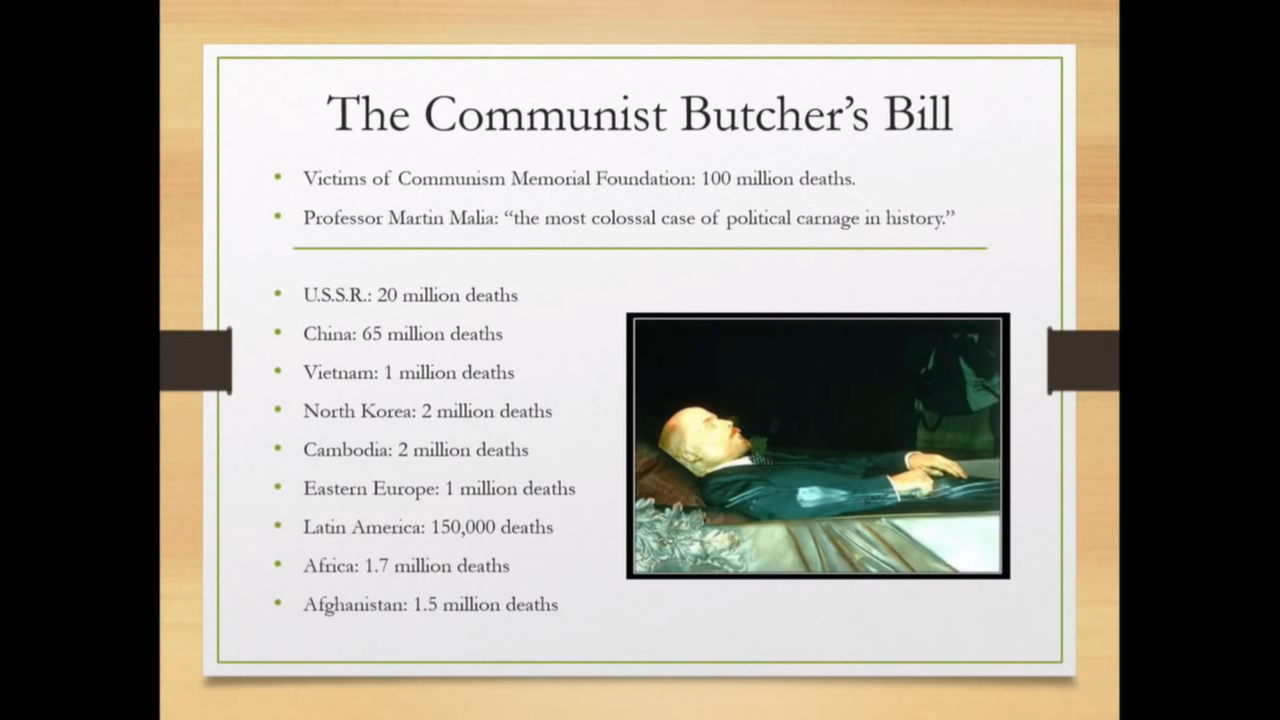 The Communist Butcher’s Bill
• Victims of Communism Memorial Foundation: 100 million deaths.
• Professor Martin Malia: “the most colossal case of political carnage in history.”
• U.S.S.R.: 20 million deaths
• China: 65 million deaths
• Vietnam: 1 million deaths
• North Korea: 2 million deaths
• Cambodia: 2 million deaths
• Eastern Europe: 1 million deaths
• Latin America: 150,000 deaths
• Africa: 1.7 million deaths
• Afghanistan: 1.5 million deaths